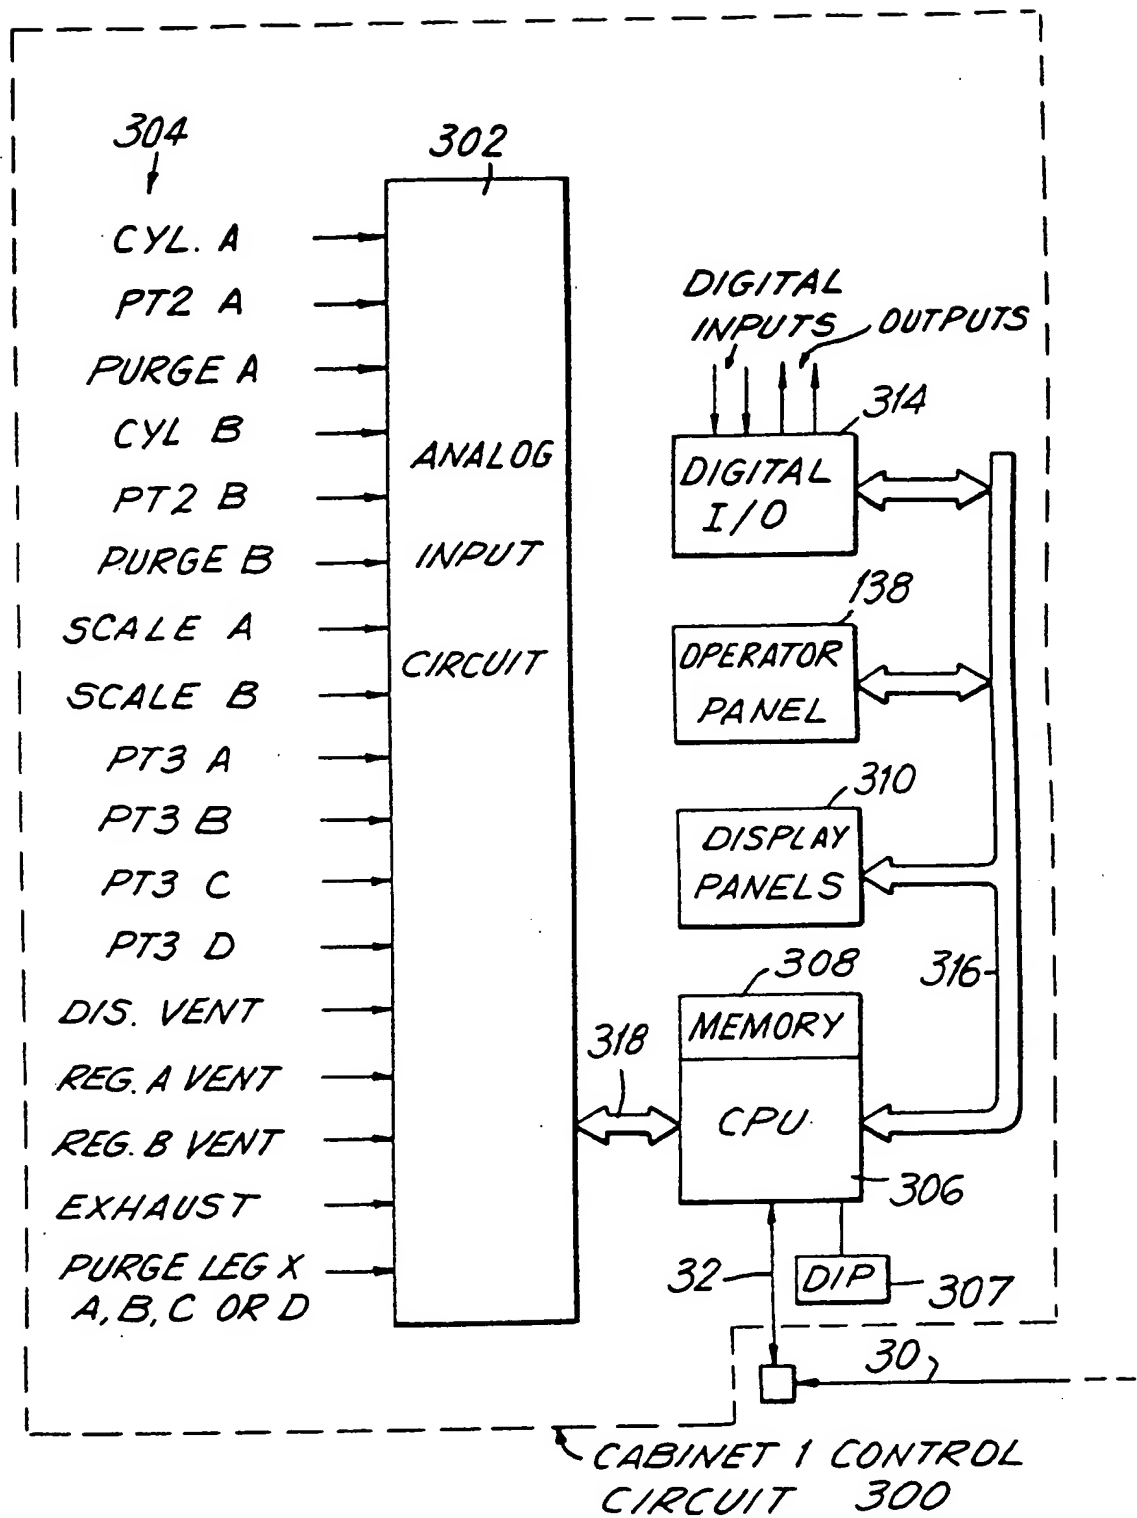 304
302
CYL. A
PT2 A
PURGE A
CYL B
PT2 B
PURGE B
SCALE A
SCALE B
PT3 A
PT3 B
PT3 C
PT3 D
DIS. VENT
REG. A VENT
REG. B VENT
EXHAUST
PURGE LEG X
A, B, C OR D
ANALOG
INPUT
CIRCUIT
DIGITAL
INPUTS
OUTPUTS
314
DIGITAL
I/O
138
OPERATOR
PANEL
310
DISPLAY
PANELS
316
308
MEMORY
318
CPU
306
32
DIP
307
30
CABINET 1 CONTROL
CIRCUIT 300